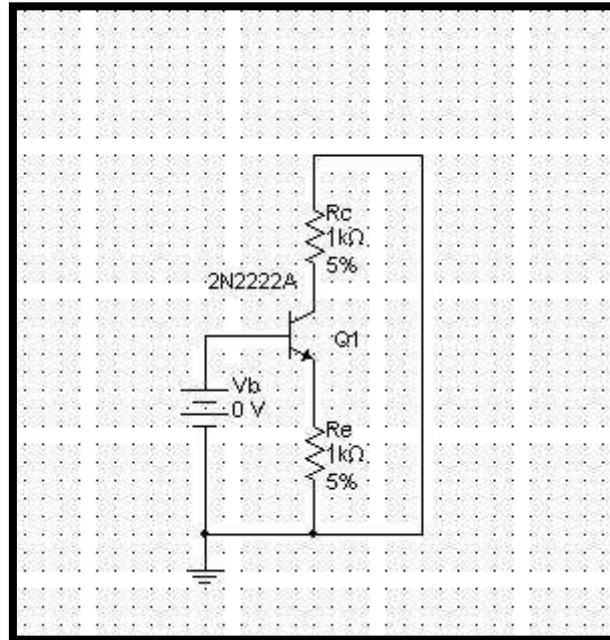 Rc
1kΩ
5%
2N2222A
Q1
Vb
0 V
Re
1kΩ
5%